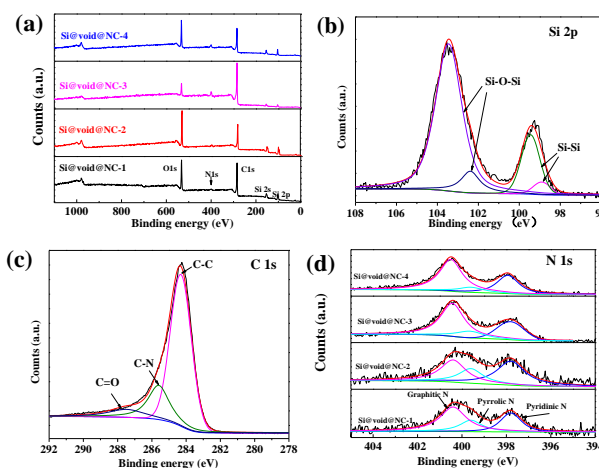 (a)
Si@void@NC-4
Si@void@NC-3
Si@void@NC-2
Si@void@NC-1
O1s
N1s
C1s
Si 2s
Si 2p
Counts (a.u.)
1000 800 600 400 200 0
Binding energy (eV)
(b)
Si 2p
Si-O-Si
Si-Si
Counts (a.u.)
108 106 104 102 100 98
Binding energy (eV)
(c)
C 1s
C-C
C-N
C=O
Counts (a.u.)
292 290 288 286 284 282 280 278
Binding energy (eV)
(d)
N 1s
Si@void@NC-4
Si@void@NC-3
Si@void@NC-2
Graphitic N
Pyrrolic N
Pyridinic N
Si@void@NC-1
Counts (a.u.)
404 402 400 398 396 394
Binding energy (eV)